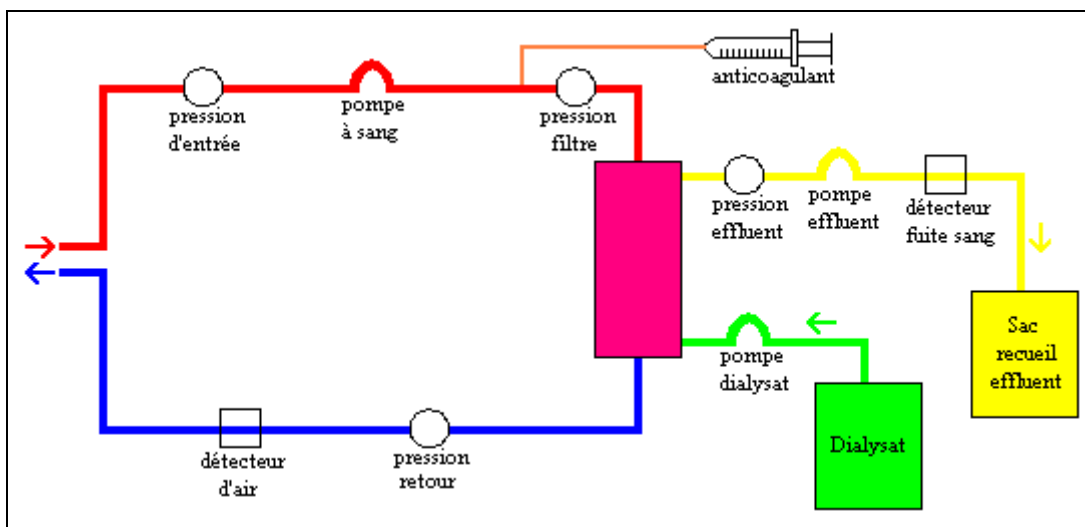 anticoagulant
pression
d'entrée
pompe
à sang
pression
filtre
pression
effluent
pompe
effluent
détecteur
fuite sang
Sac
recueil
effluent
pompe
dialysat
Dialysat
détecteur
d'air
pression
retour